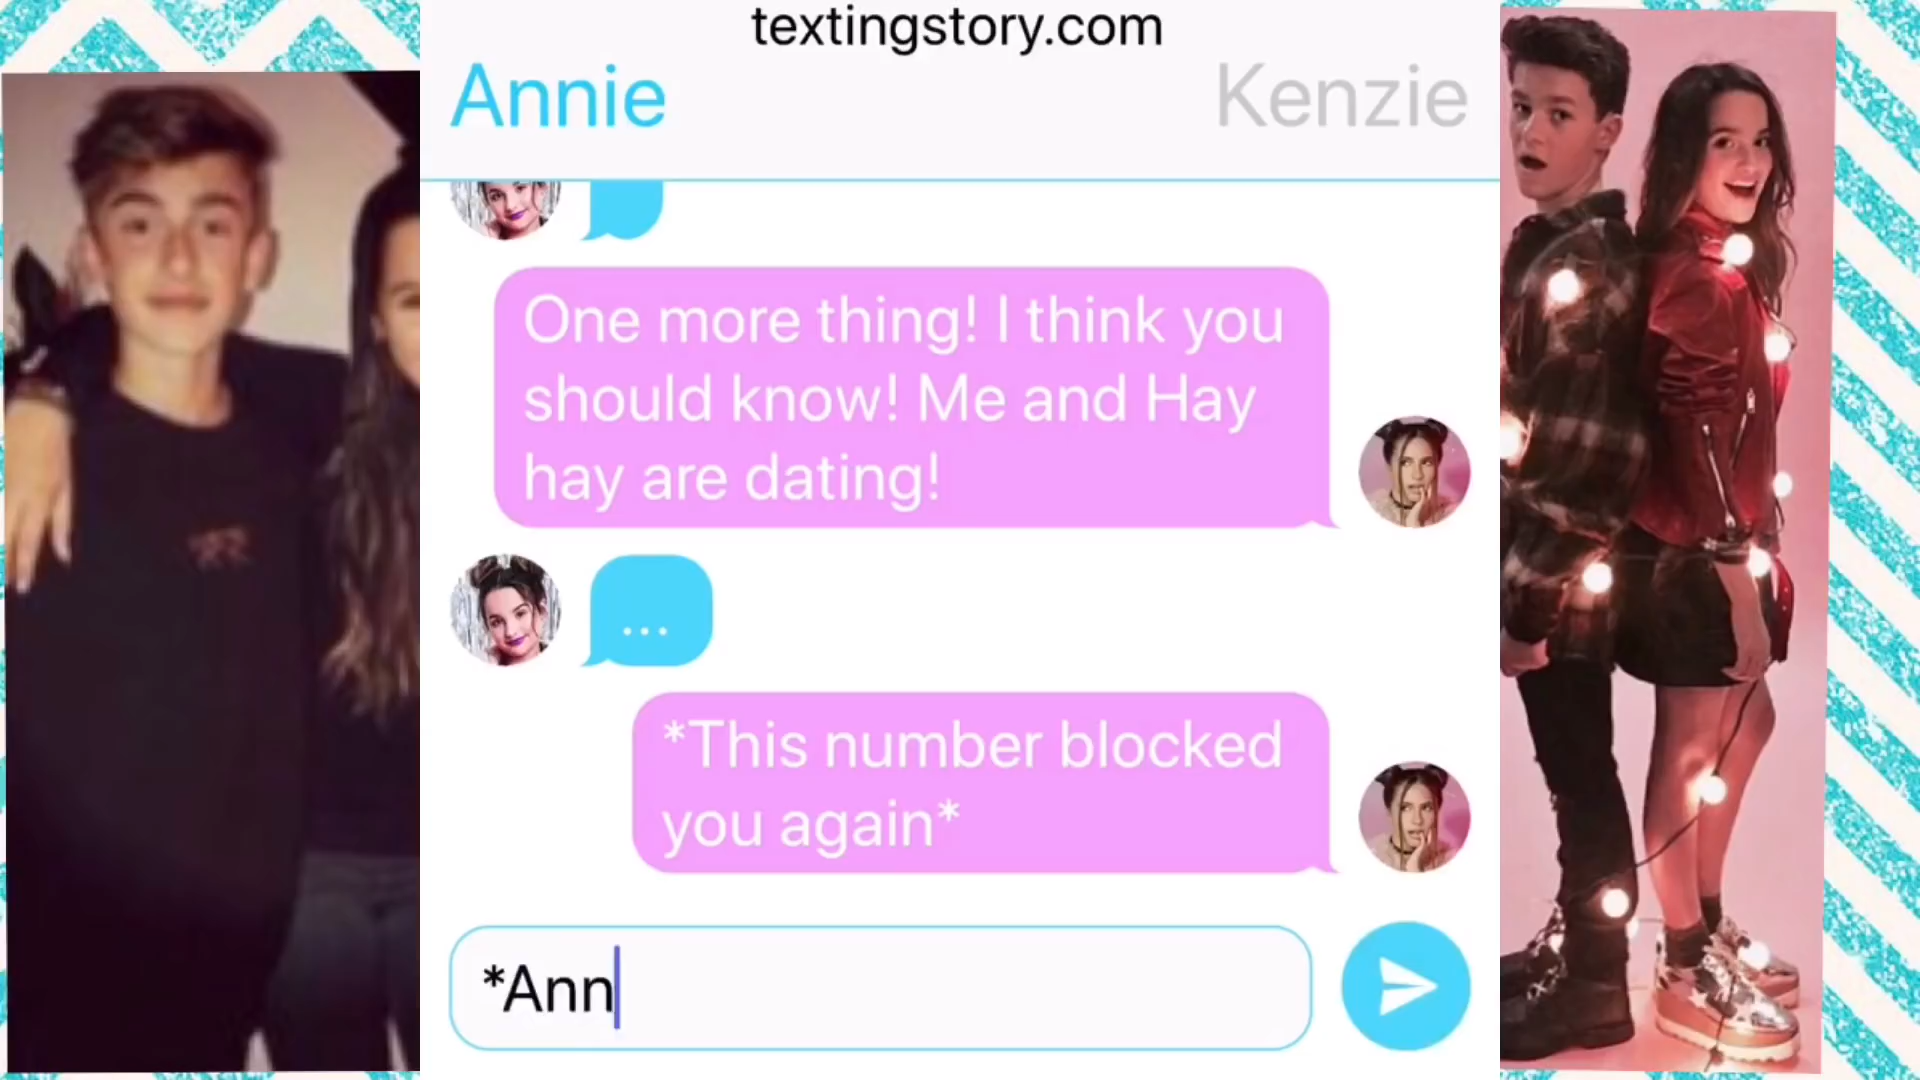 textingstory.com
Annie
Kenzie
One more thing! I think you
should know! Me and Hay
hay are dating!
...
*This number blocked
you again*
*Ann